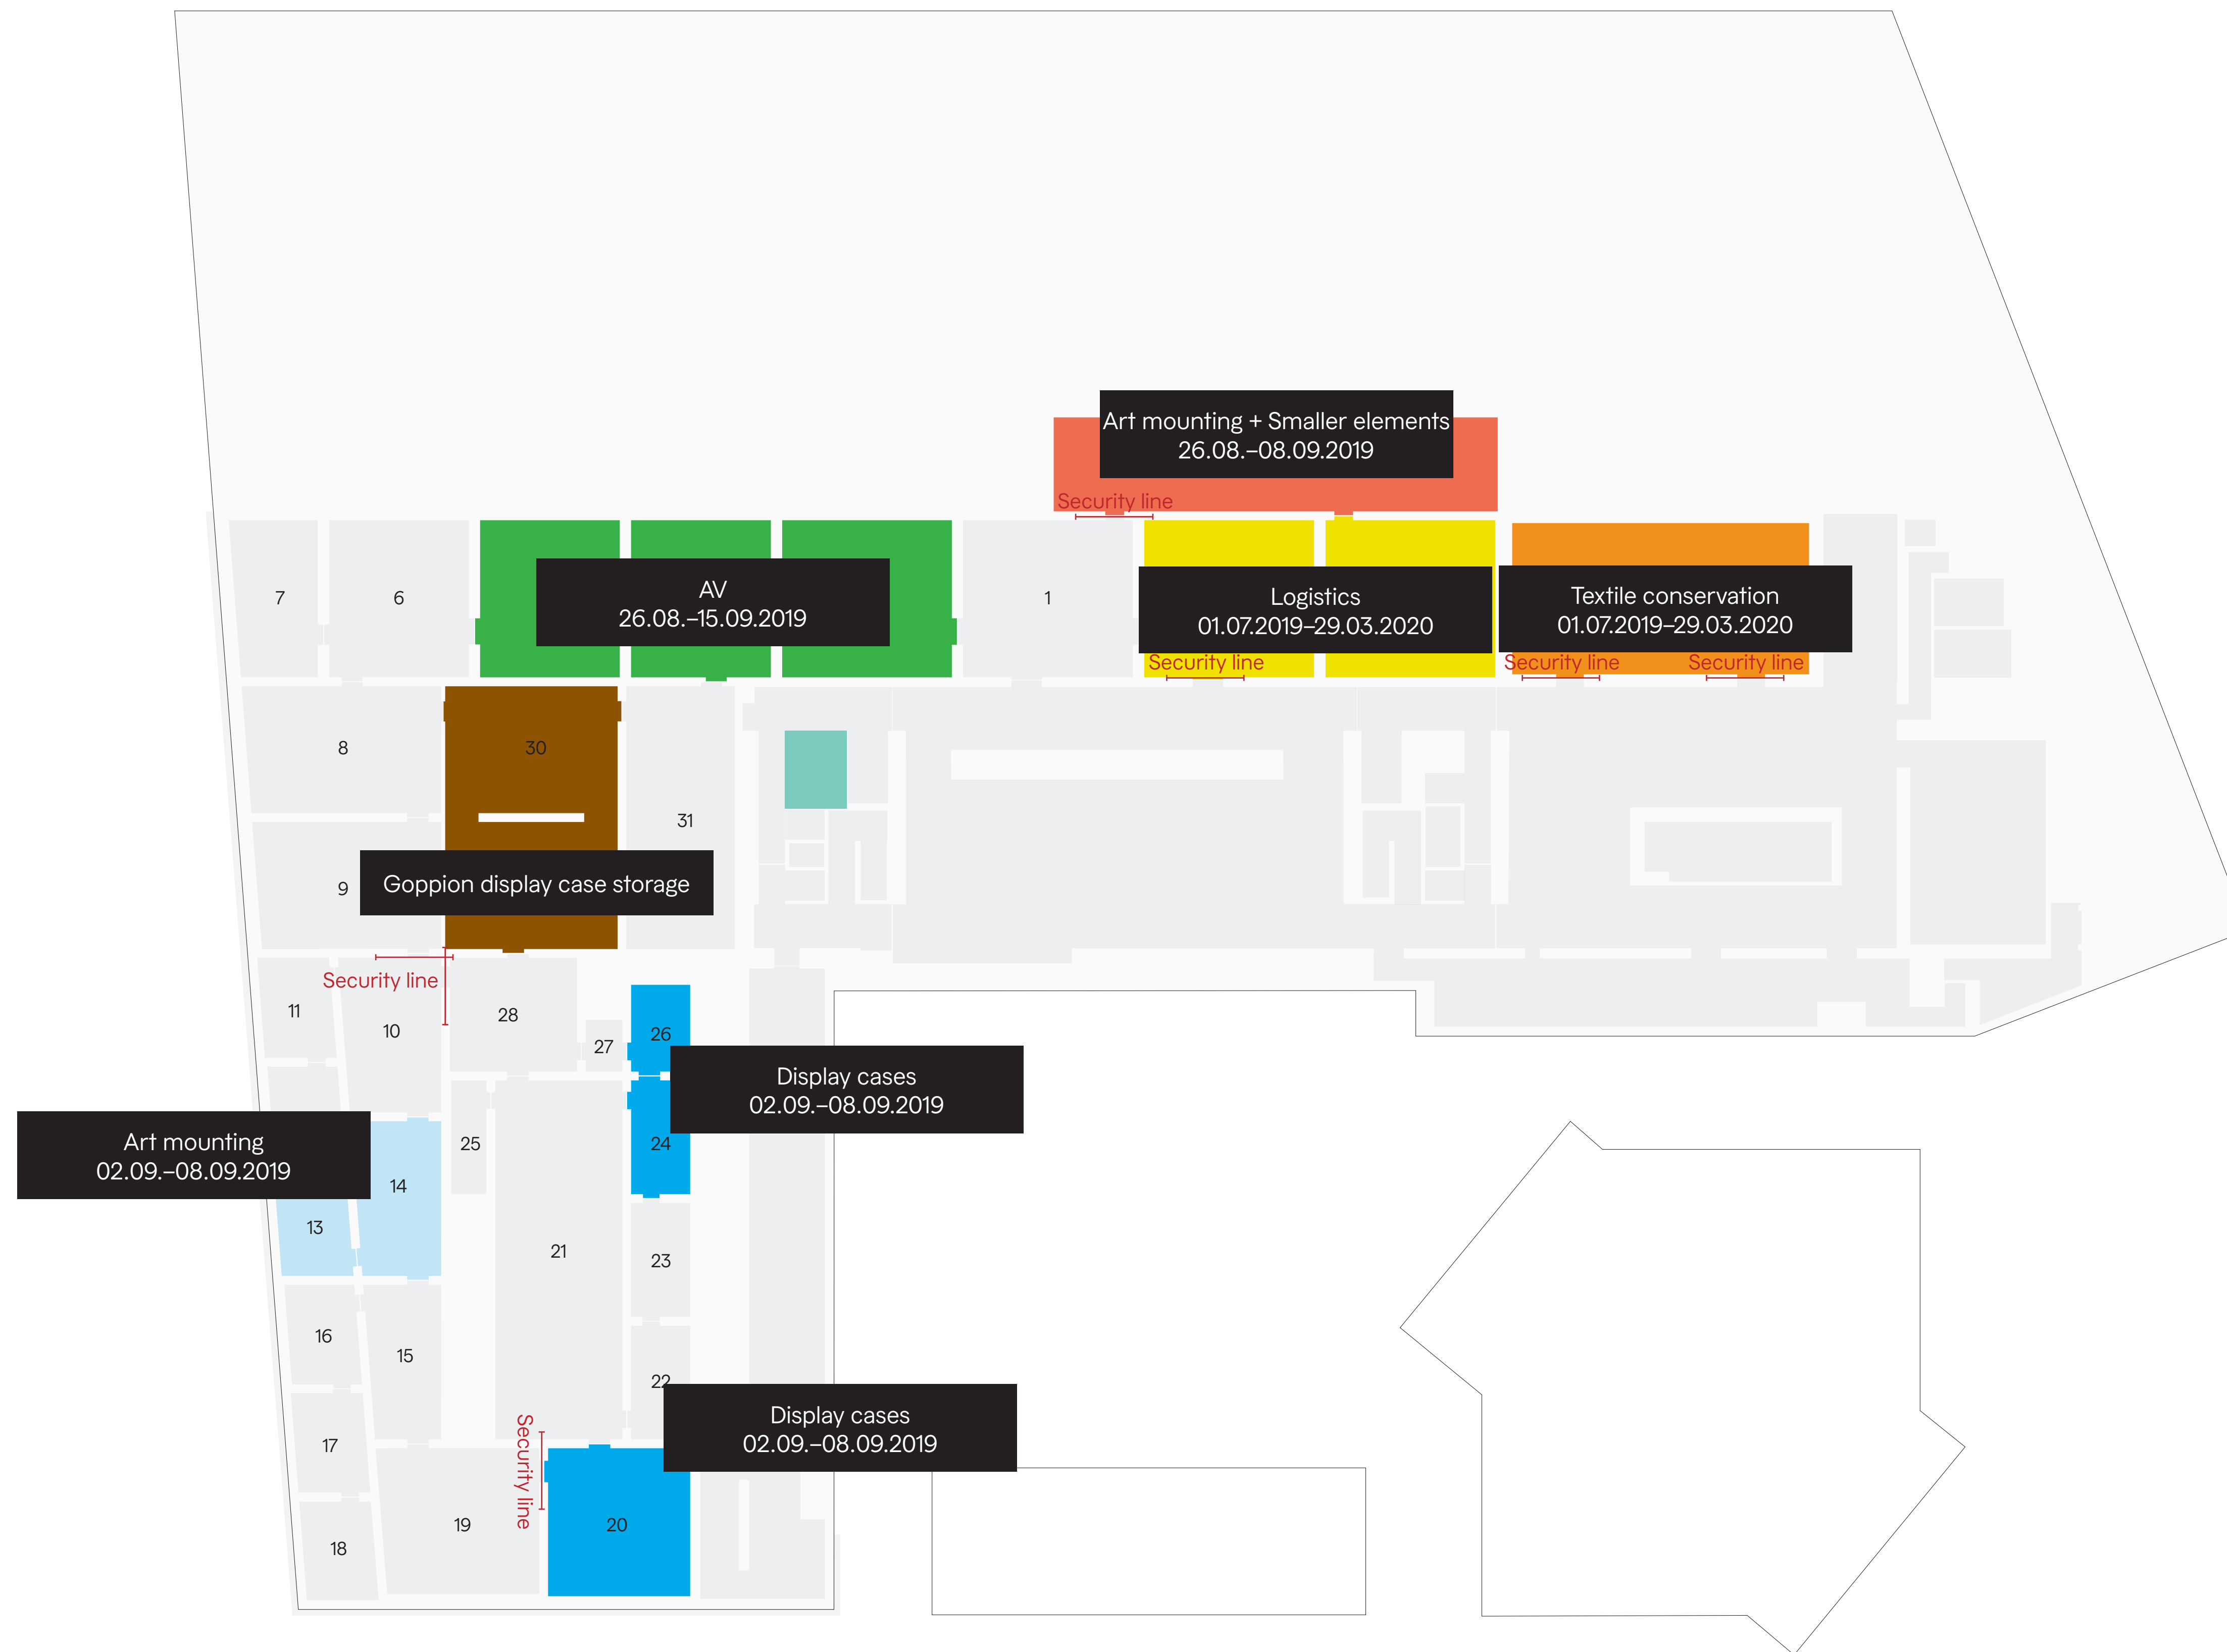 Art mounting + Smaller elements
26.08.–08.09.2019
Security line
7
6
AV
26.08.–15.09.2019
1
Logistics
01.07.2019–29.03.2020
Textile conservation
01.07.2019–29.03.2020
Security line
Security line
Security line
8
30
31
9
Goppion display case storage
Security line
11
10
28
27
26
Display cases
02.09.–08.09.2019
25
24
Art mounting
02.09.–08.09.2019
14
13
21
23
16
15
22
Display cases
02.09.–08.09.2019
17
Security line
19
20
18